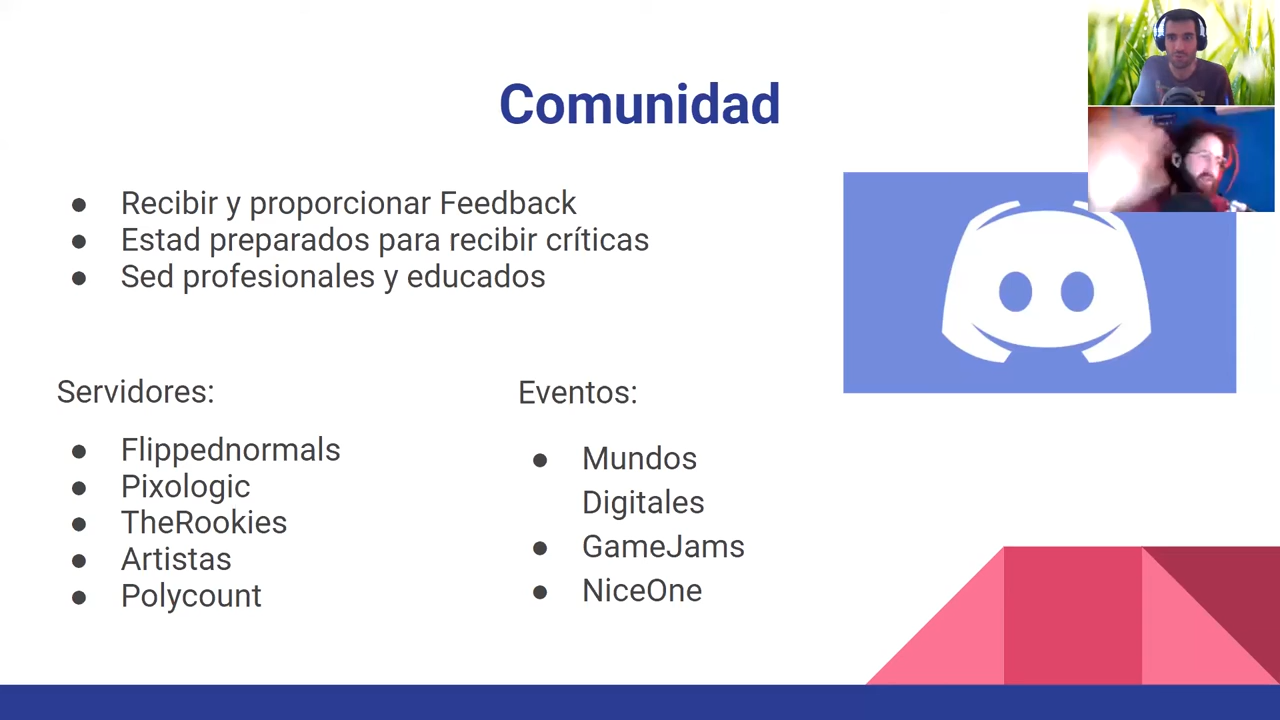 Comunidad
● Recibir y proporcionar Feedback
● Estad preparados para recibir críticas
● Sed profesionales y educados
Servidores:
● Flippednormals
● Pixologic
● TheRookies
● Artistas
● Polycount
Eventos:
● Mundos
Digitales
● GameJams
● NiceOne